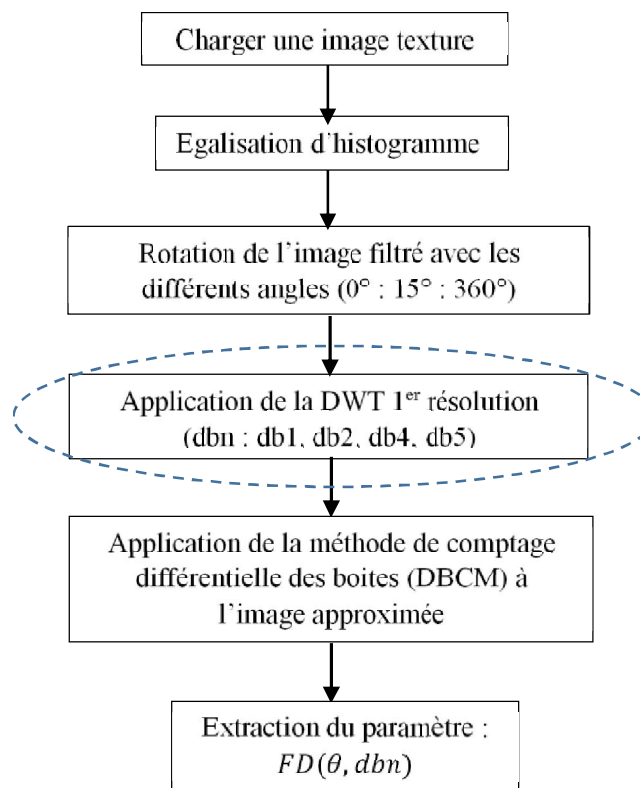 Charger une image texture
Egalisation d'histogramme
Rotation de l'image filtré avec les
différents angles (0° : 15° : 360°)
Application de la DWT 1er résolution
(dbn : db1, db2, db4, db5)
Application de la méthode de comptage
différentielle des boites (DBCM) à
l'image approximée
Extraction du paramètre :
FD(θ, dbn)